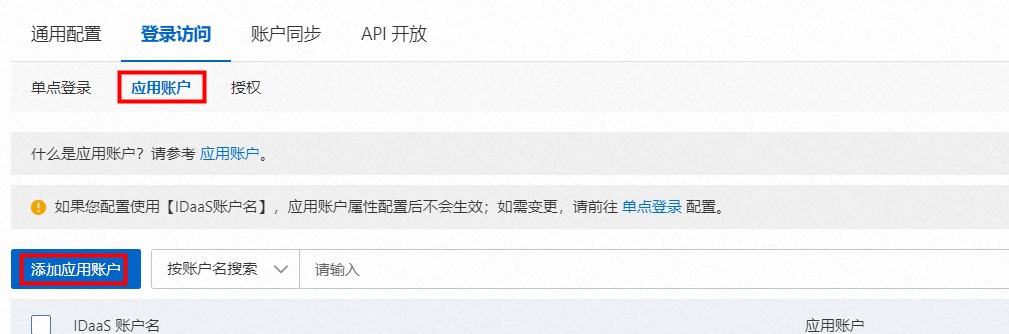 通用配置 登录访问 账户同步 API 开放
单点登录 应用账户 授权
什么是应用账户？请参考 应用账户。
如果您配置使用【IDaaS账户名】，应用账户属性配置后不会生效；如需变更，请前往 单点登录 配置。
添加应用账户 按账户名搜索 请输入
IDaaS 账户名 应用账户